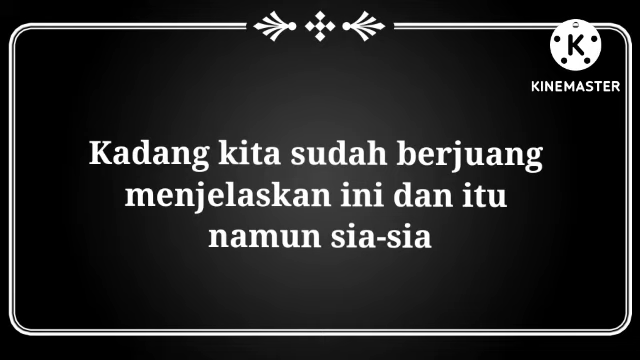 KINEMASTER
Kadang kita sudah berjuang
menjelaskan ini dan itu
namun sia-sia